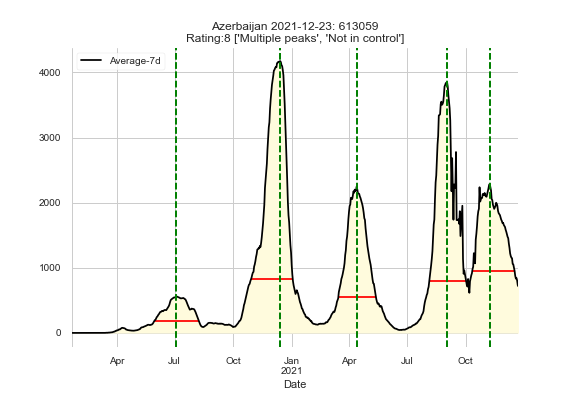 Azerbaijan 2021-12-23: 613059
Rating:8 ['Multiple peaks', 'Not in control']
Average-7d
4000
3000
2000
1000
0
Apr Jul Oct Jan Apr Jul Oct
2021
Date